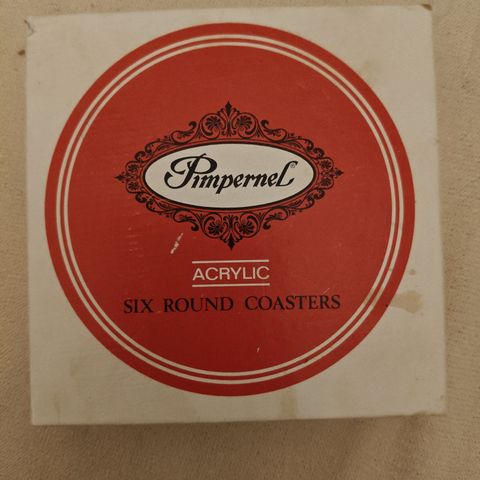 Pimpernel
ACRYLIC
SIX ROUND COASTERS